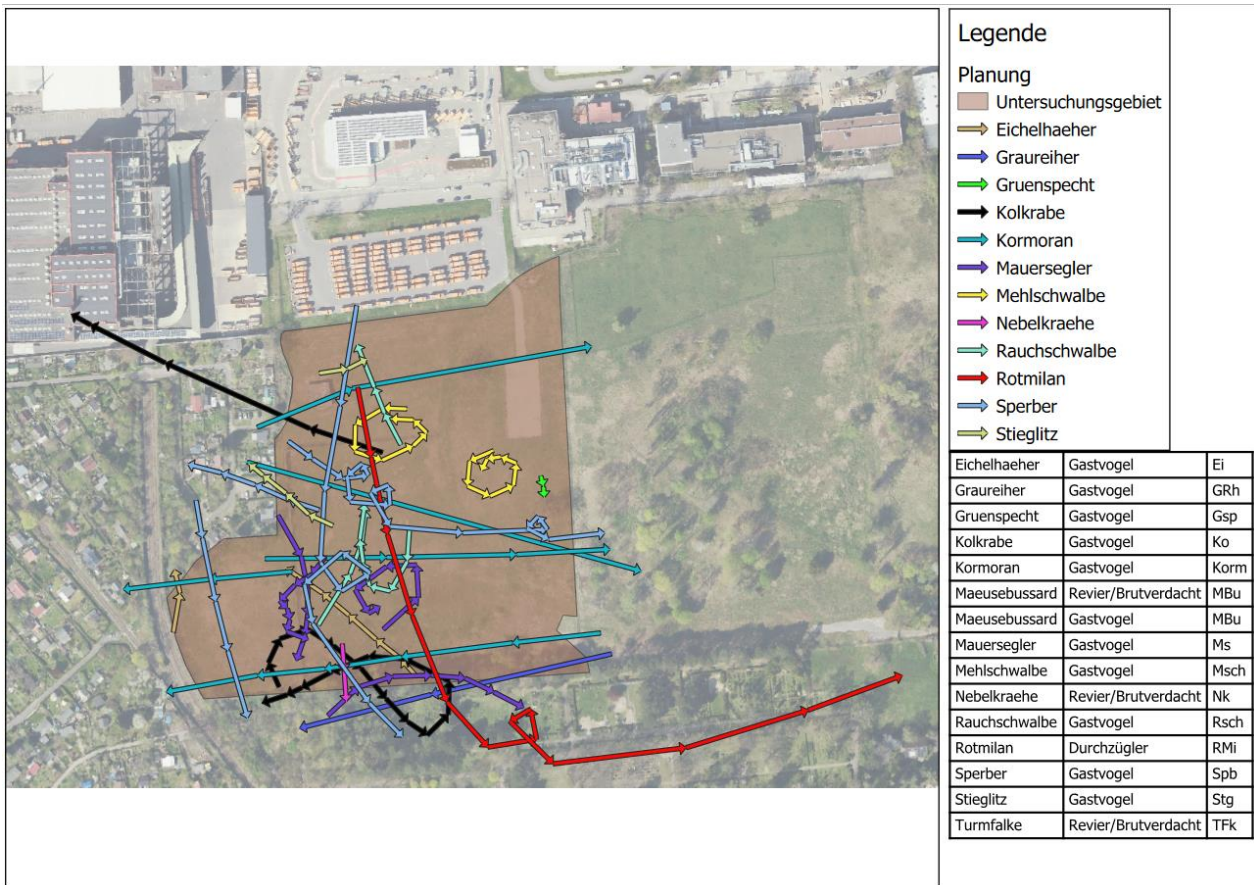 Legende
Planung
Untersuchungsgebiet
Eichelhaeher
Graureiher
Gruenspecht
Kolkrabe
Kormoran
Mauersegler
Mehlschwalbe
Nebelkraehe
Rauchschwalbe
Rotmilan
Sperber
Stieglitz
Eichelhaeher Gastvogel Ei
Graureiher Gastvogel GRh
Gruenspecht Gastvogel Gsp
Kolkrabe Gastvogel Ko
Kormoran Gastvogel Korm
Maeusebussard Revier/Brutverdacht MBu
Maeusebussard Revier/Brutverdacht MBu
Mauersegler Gastvogel Ms
Mehlschwalbe Gastvogel Msch
Nebelkraehe Revier/Brutverdacht Nk
Rauchschwalbe Gastvogel Rsch
Rotmilan Durchzügler RMi
Sperber Gastvogel Spb
Stieglitz Gastvogel Stg
Turmfalke Revier/Brutverdacht TFk